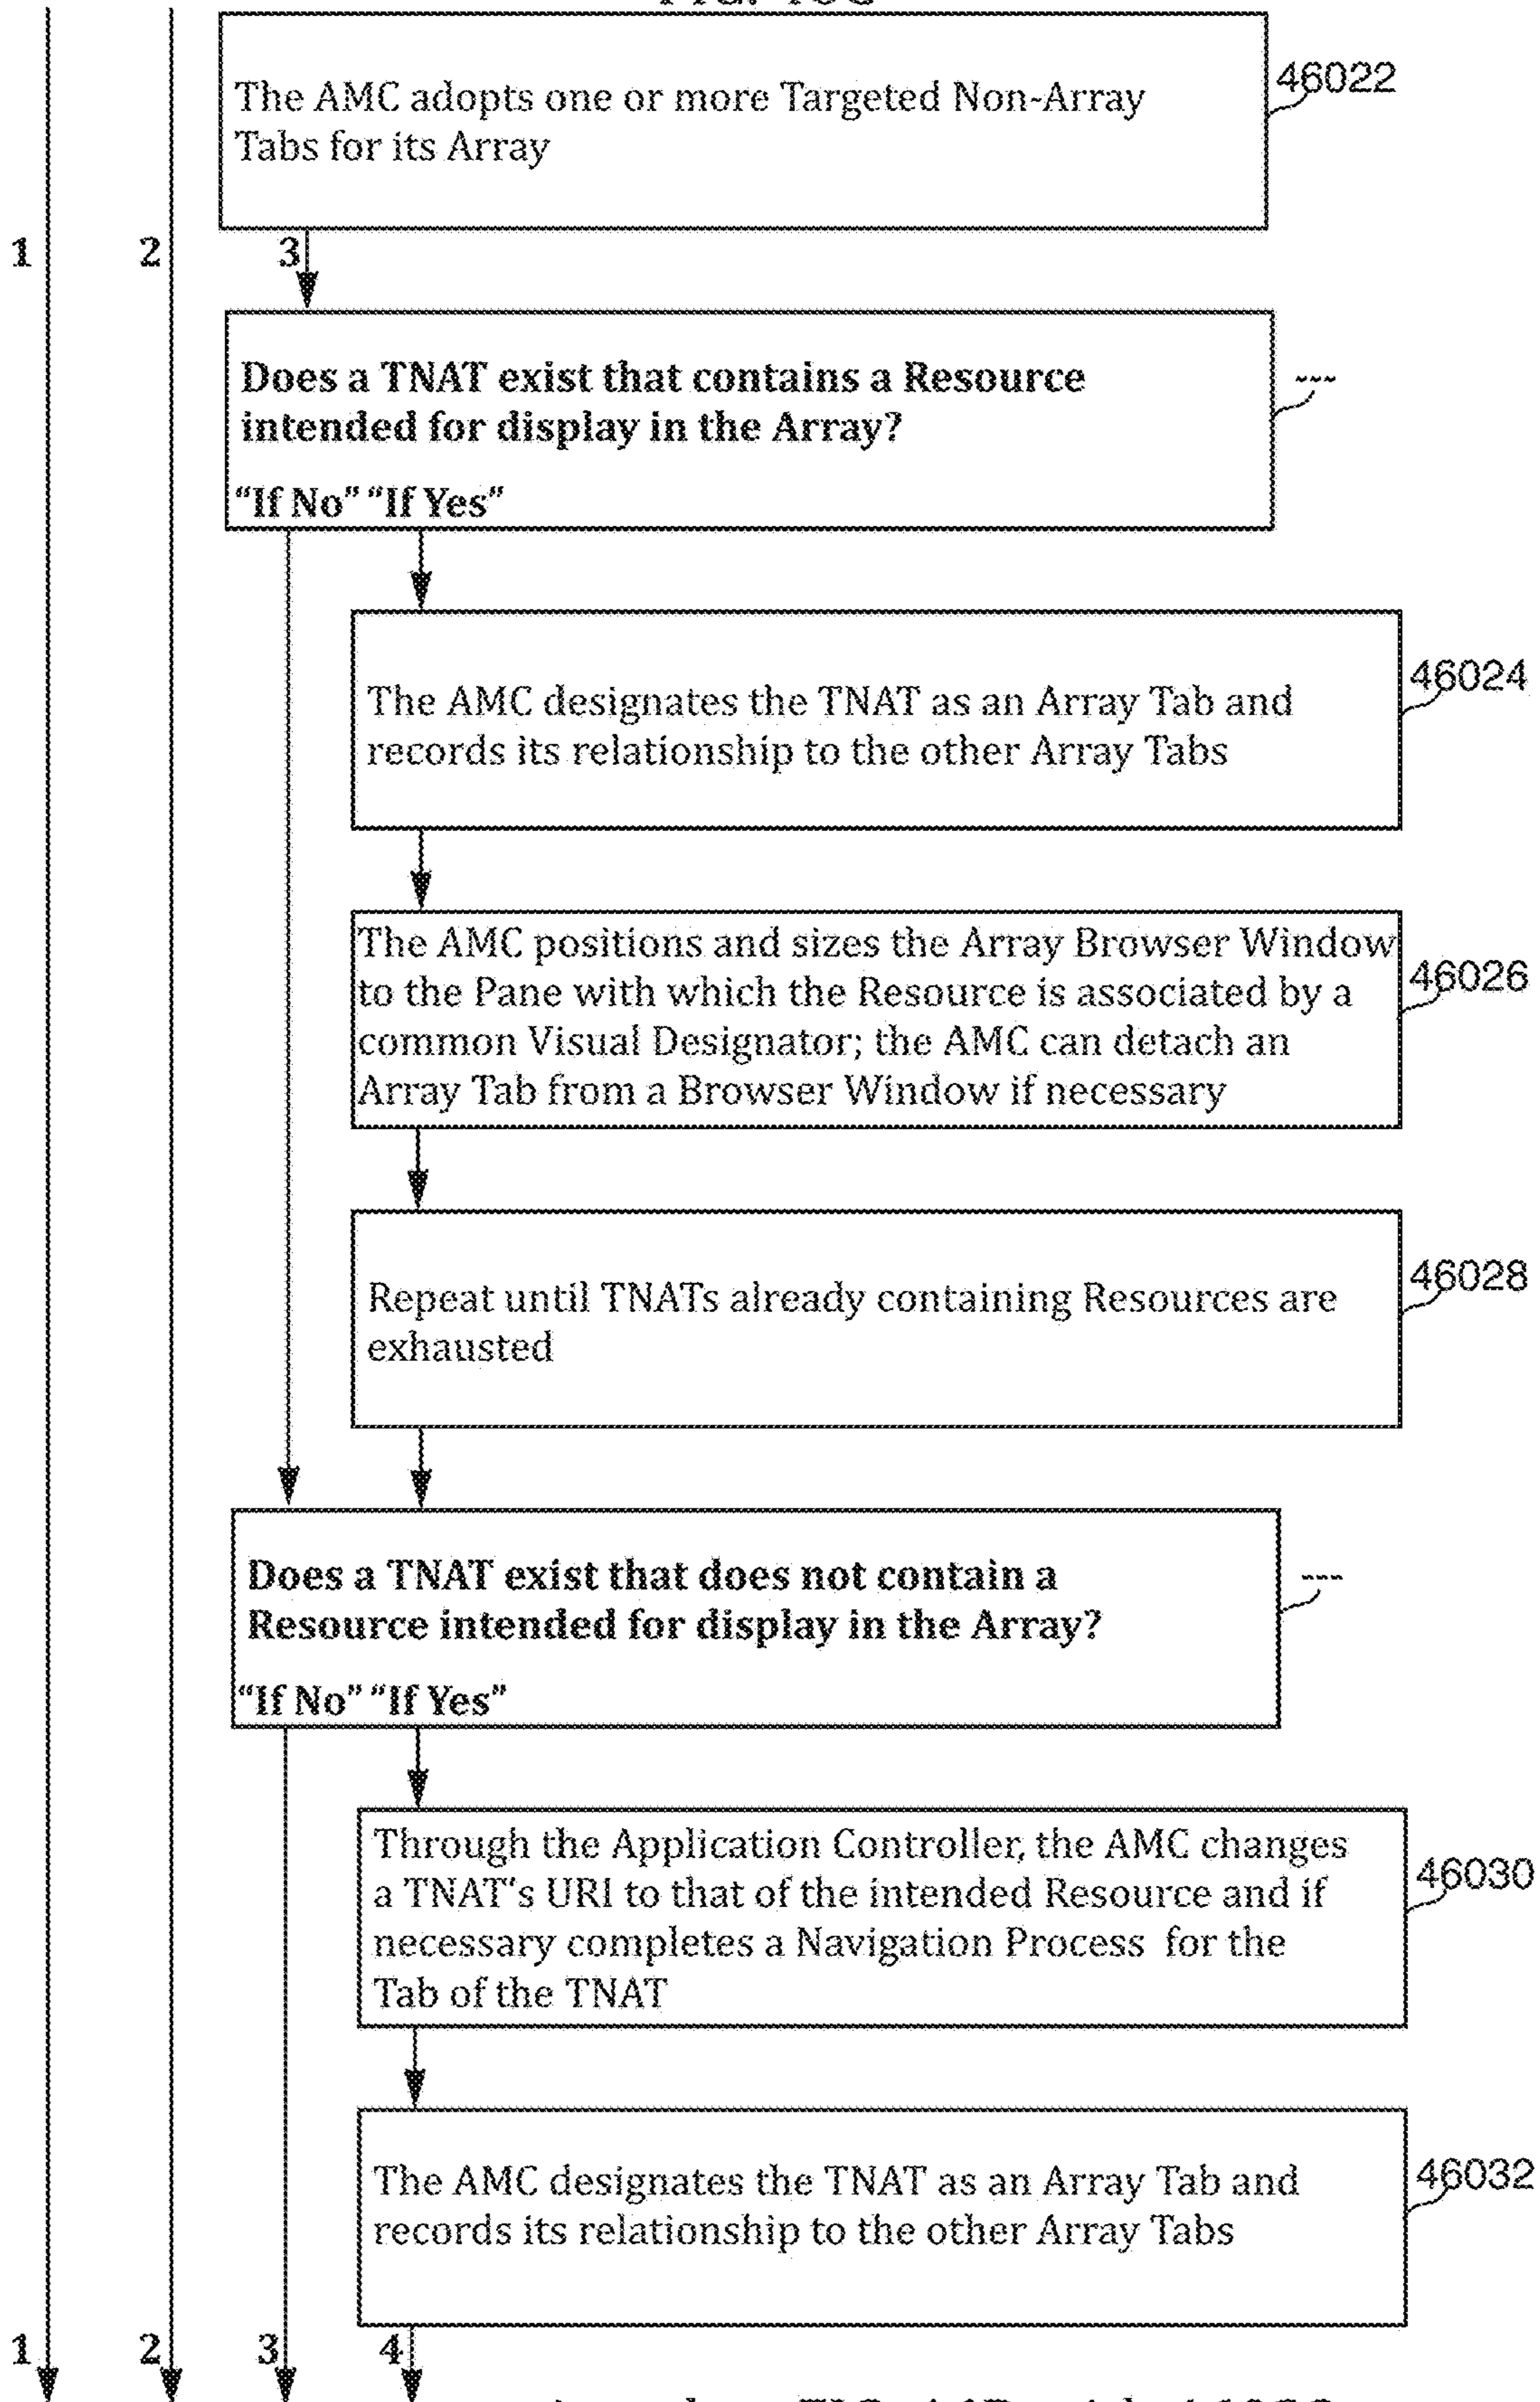 The AMC adopts one or more Targeted Non-Array
Tabs for its Array
46022
1 2 3
Does a TNAT exist that contains a Resource
intended for display in the Array?
---
“If No” “If Yes”
The AMC designates the TNAT as an Array Tab and
records its relationship to the other Array Tabs
46024
The AMC positions and sizes the Array Browser Window
to the Pane with which the Resource is associated by a
common Visual Designator; the AMC can detach an
Array Tab from a Browser Window if necessary
46026
Repeat until TNATs already containing Resources are
exhausted
46028
Does a TNAT exist that does not contain a
Resource intended for display in the Array?
---
“If No” “If Yes”
Through the Application Controller, the AMC changes
a TNAT‘s URI to that of the intended Resource and if
necessary completes a Navigation Process for the
Tab of the TNAT
46030
The AMC designates the TNAT as an Array Tab and
records its relationship to the other Array Tabs
46032
1 2 3 4